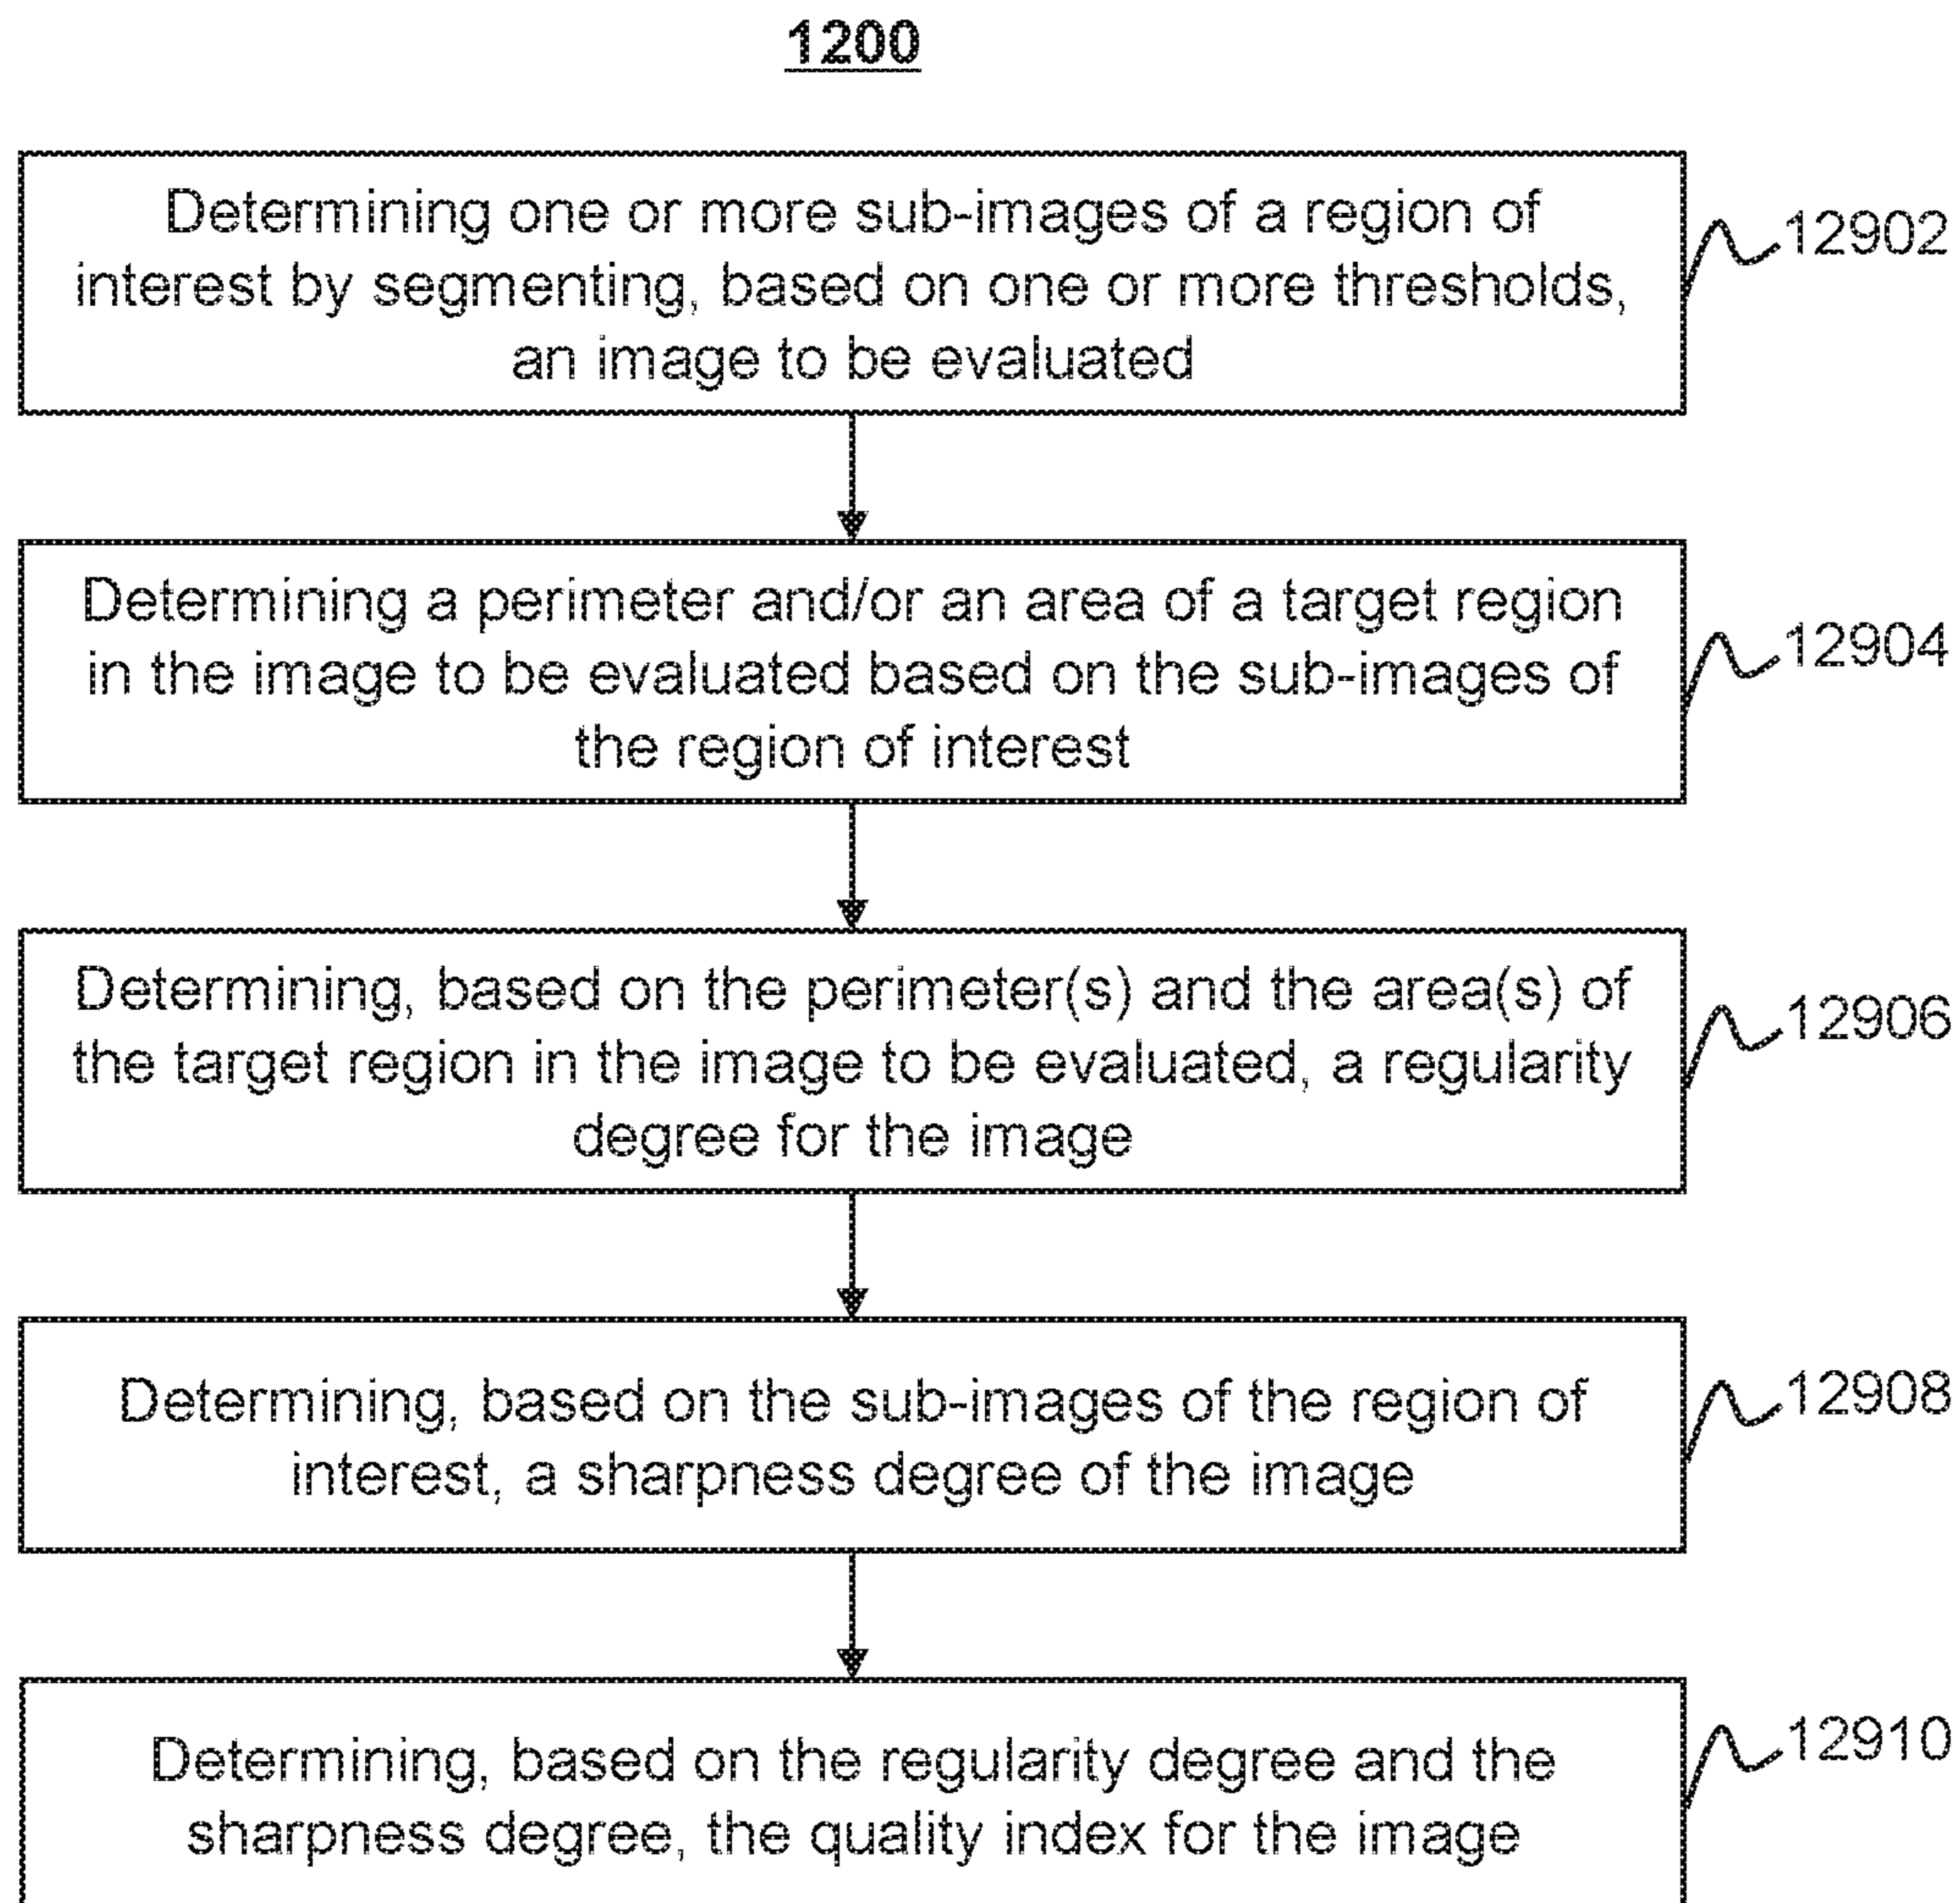 1200
Determining one or more sub-images of a region of
interest by segmenting, based on one or more thresholds,
an image to be evaluated
12902
Determining a perimeter and/or an area of a target region
in the image to be evaluated based on the sub-images of
the region of interest
12904
Determining, based on the perimeter(s) and the area(s) of
the target region in the image to be evaluated, a regularity
degree for the image
12906
Determining, based on the sub-images of the region of
interest, a sharpness degree of the image
12908
Determining, based on the regularity degree and the
sharpness degree, the quality index for the image
12910